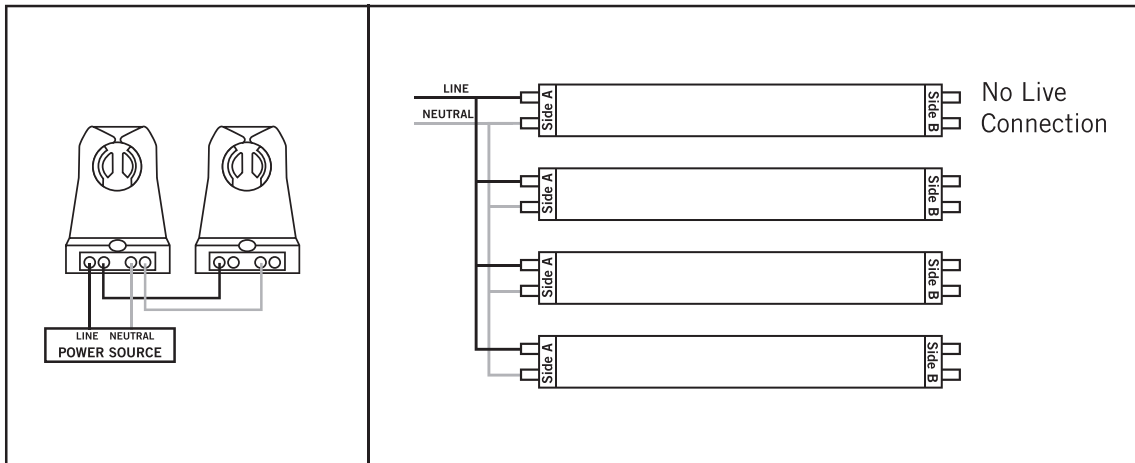 LINE NEUTRAL
POWER SOURCE
LINE
NEUTRAL
Side A
Side B
No Live
Connection
Side A
Side B
Side A
Side B
Side A
Side B